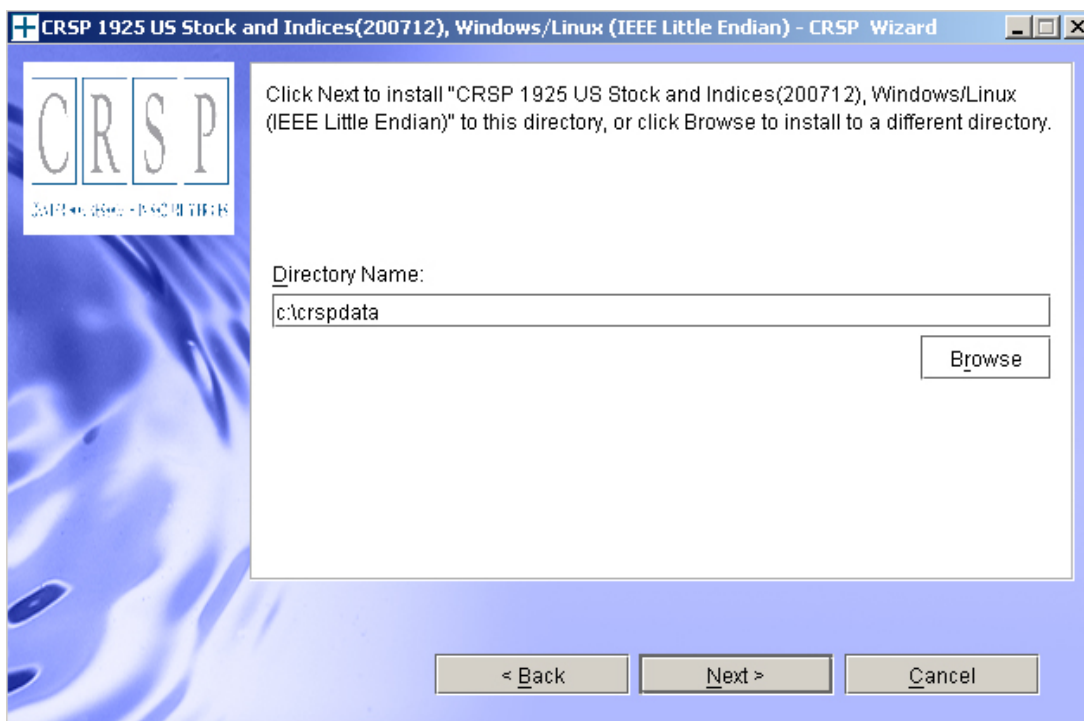 CRSP 1925 US Stock and Indices(200712), Windows/Linux (IEEE Little Endian) - CRSP Wizard
CRSP
Click Next to install "CRSP 1925 US Stock and Indices(200712), Windows/Linux
(IEEE Little Endian)" to this directory, or click Browse to install to a different directory.
Directory Name:
c:\crspdata
Browse
< Back
Next >
Cancel